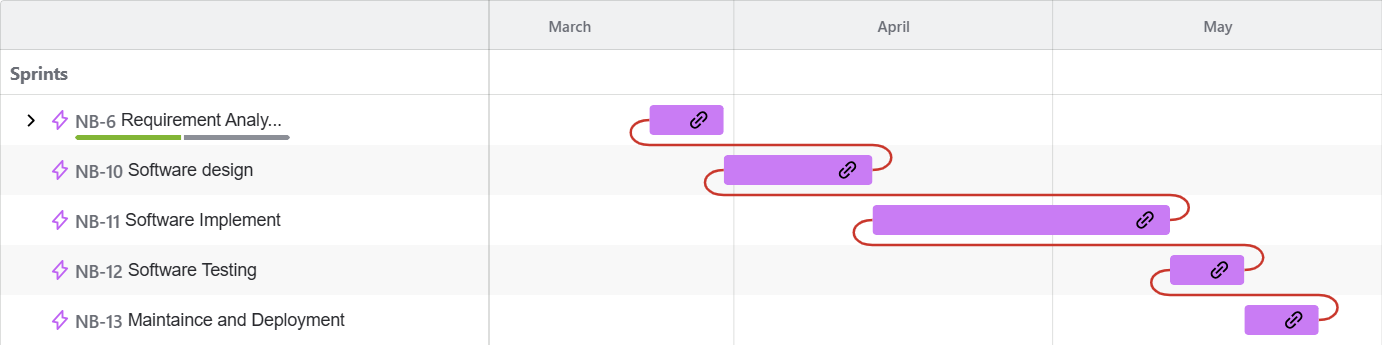 March April May
Sprints
NB-6 Requirement Analy...
NB-10 Software design
NB-11 Software Implement
NB-12 Software Testing
NB-13 Maintaince and Deployment